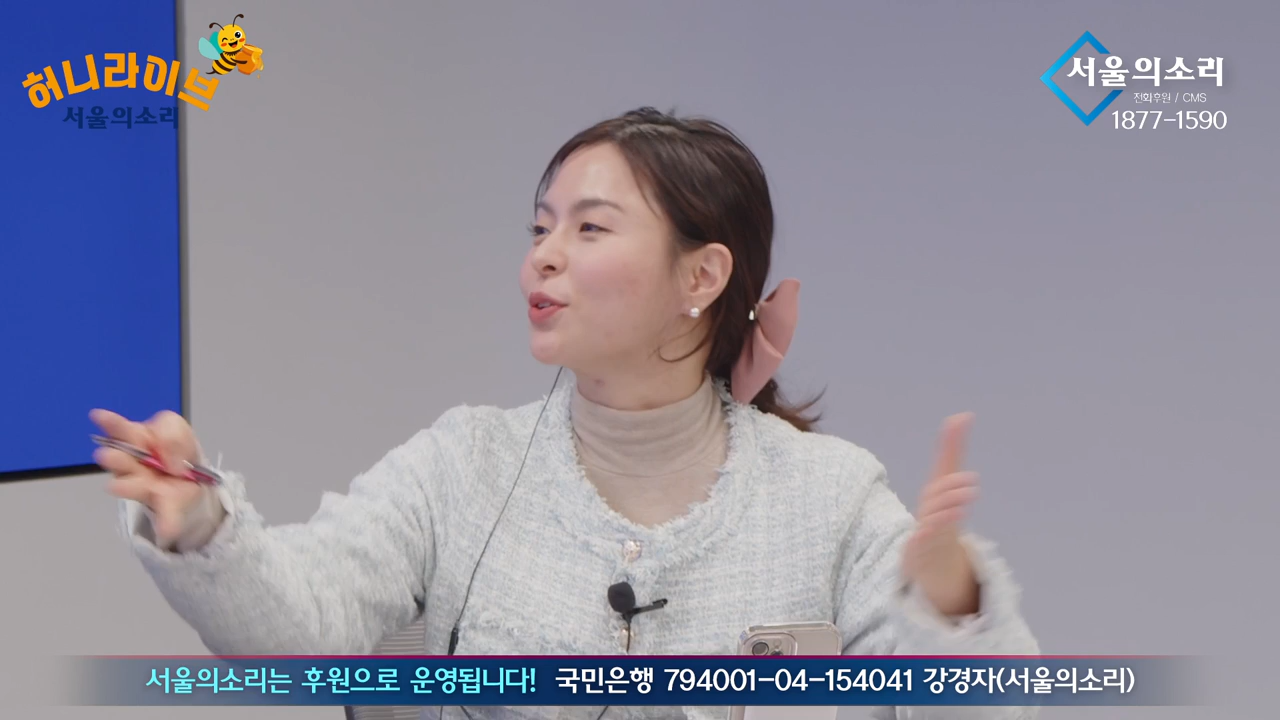 허니라이브
서울의소리
서울의소리
전화후원 / CMS
1877-1590
서울의소리는 후원으로 운영됩니다! 국민은행 794001-04-154041 강경자(서울의소리)